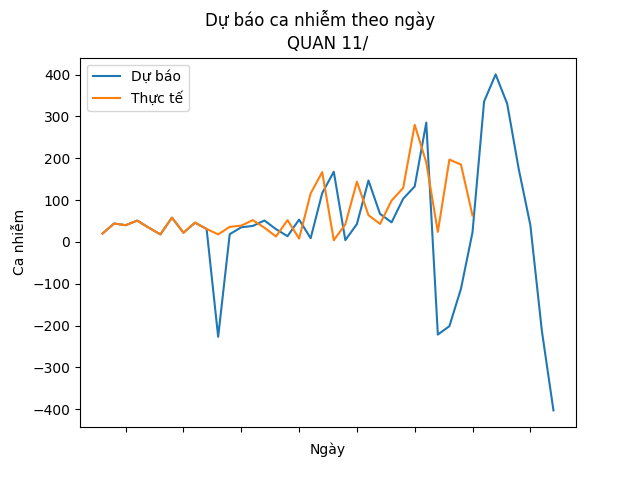 Dự báo ca nhiễm theo ngày
QUAN 11/
Dự báo
Thực tế
400
300
200
100
0
−100
−200
−300
−400
Ca nhiễm
Ngày